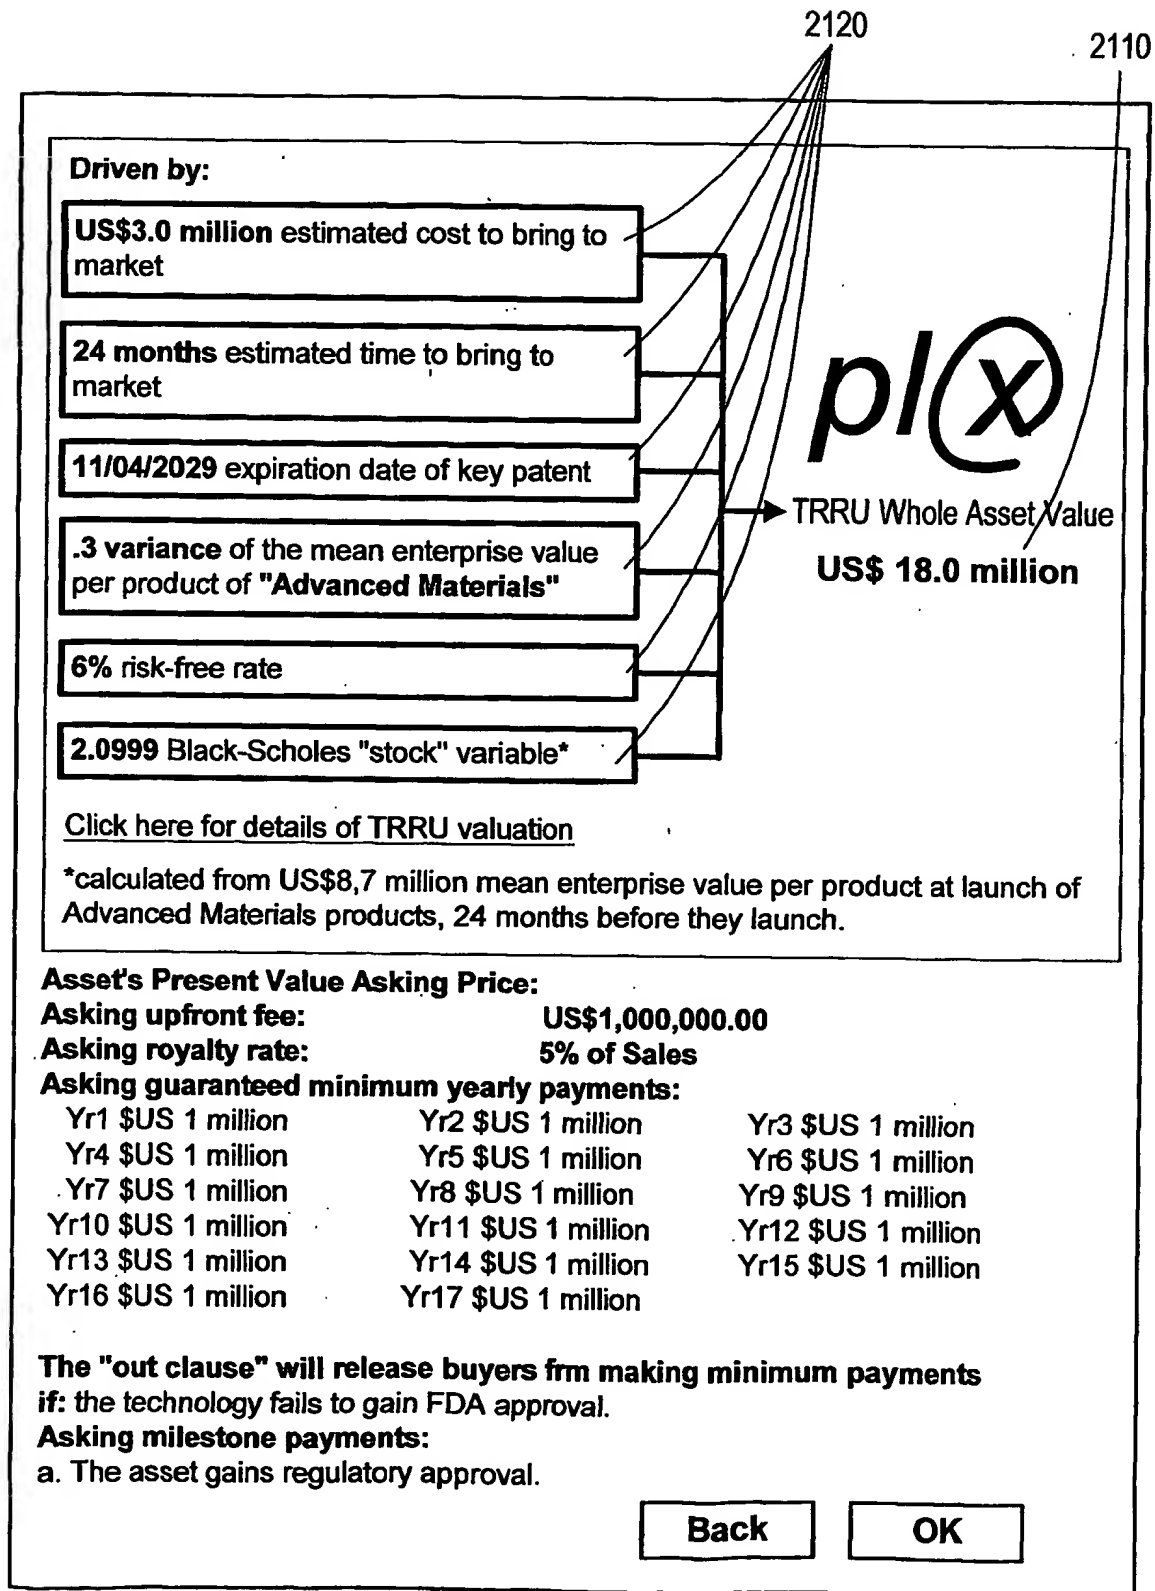 2120
2110
Driven by:
US$3.0 million estimated cost to bring to
market
24 months estimated time to bring to
market
11/04/2029 expiration date of key patent
.3 variance of the mean enterprise value
per product of "Advanced Materials"
6% risk-free rate
2.0999 Black-Scholes "stock" variable*
plx
TRRU Whole Asset Value
US$ 18.0 million
Click here for details of TRRU valuation
*calculated from US$8,7 million mean enterprise value per product at launch of
Advanced Materials products, 24 months before they launch.
Asset's Present Value Asking Price:
Asking upfront fee: US$1,000,000.00
Asking royalty rate: 5% of Sales
Asking guaranteed minimum yearly payments:
Yr1 $US 1 million Yr2 $US 1 million Yr3 $US 1 million
Yr4 $US 1 million Yr5 $US 1 million Yr6 $US 1 million
Yr7 $US 1 million Yr8 $US 1 million Yr9 $US 1 million
Yr10 $US 1 million Yr11 $US 1 million Yr12 $US 1 million
Yr13 $US 1 million Yr14 $US 1 million Yr15 $US 1 million
Yr16 $US 1 million Yr17 $US 1 million
The "out clause" will release buyers frm making minimum payments
if: the technology fails to gain FDA approval.
Asking milestone payments:
a. The asset gains regulatory approval.
Back OK